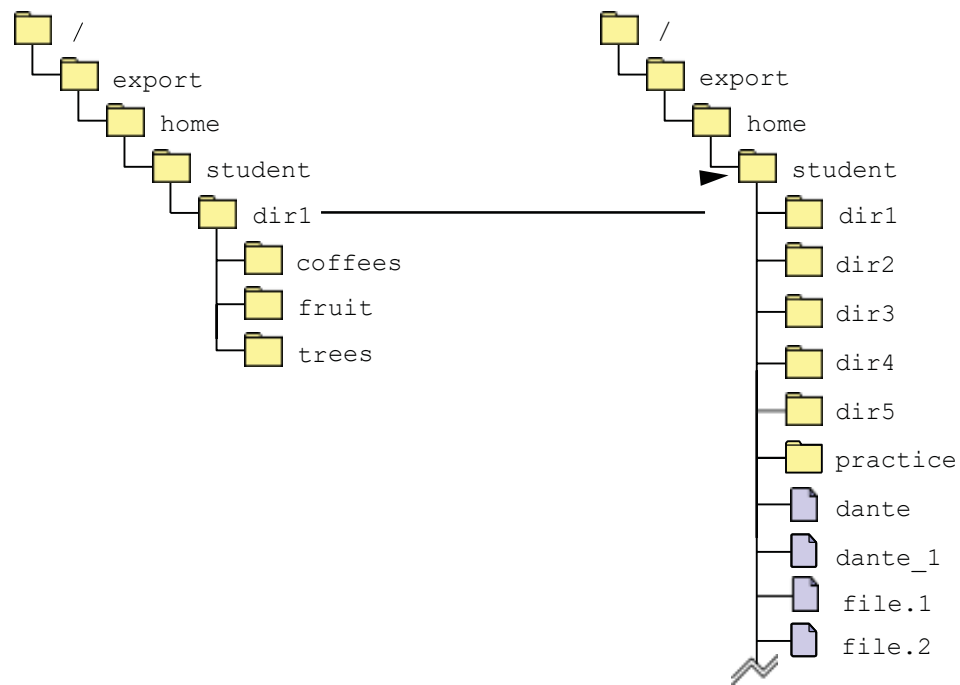 /
export
home
student
dir1
coffees
fruit
trees
/
export
home
student
dir1
dir2
dir3
dir4
dir5
practice
dante
dante_1
file.1
file.2